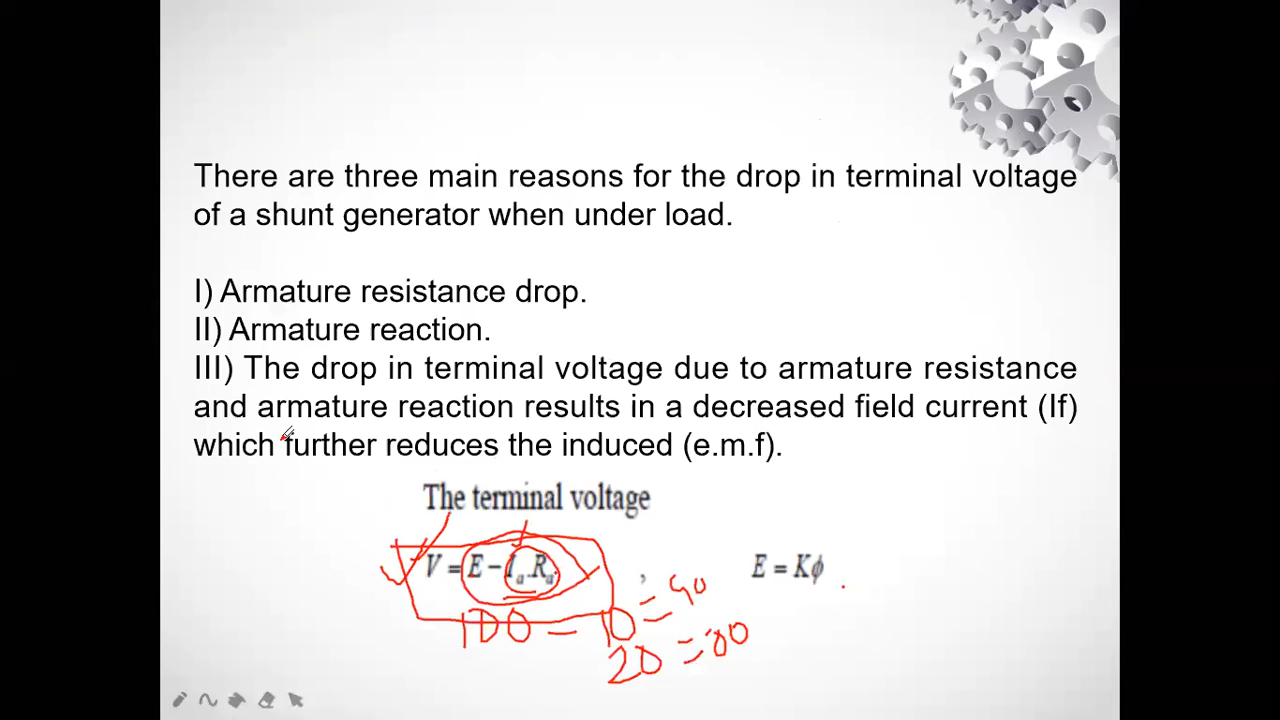 There are three main reasons for the drop in terminal voltage
of a shunt generator when under load.
I) Armature resistance drop.
II) Armature reaction.
III) The drop in terminal voltage due to armature resistance
and armature reaction results in a decreased field current (If)
which further reduces the induced (e.m.f).
The terminal voltage
V = E - Iₐ.Rₐ , E = Kϕ
100 - 10 = 90
20 = 80